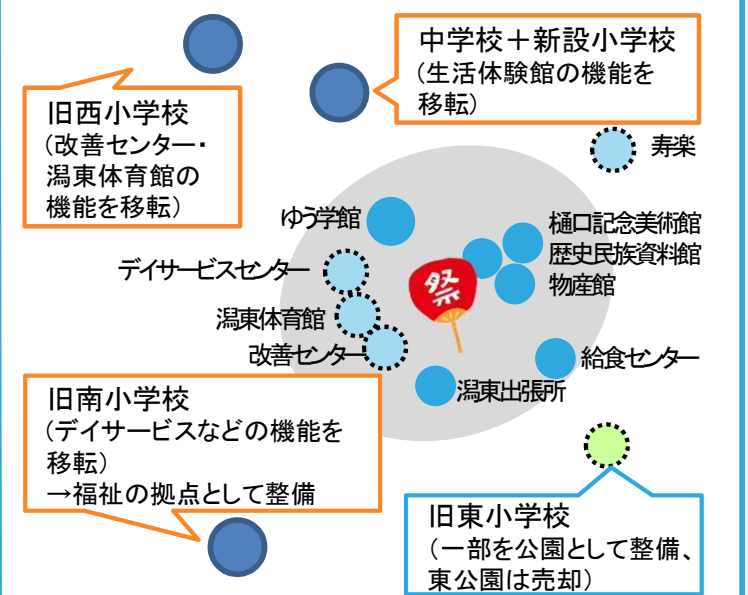 中学校＋新設小学校
（生活体験館の機能を
移転）
旧西小学校
（改善センター・
潟東体育館の
機能を移転）
寿楽
ゆう学館
樋口記念美術館
歴史民族資料館
物産館
デイサービスセンター
祭
潟東体育館
改善センター
給食センター
潟東出張所
旧南小学校
（デイサービスなどの機能を
移転）
→福祉の拠点として整備
旧東小学校
（一部を公園として整備、
東公園は売却）